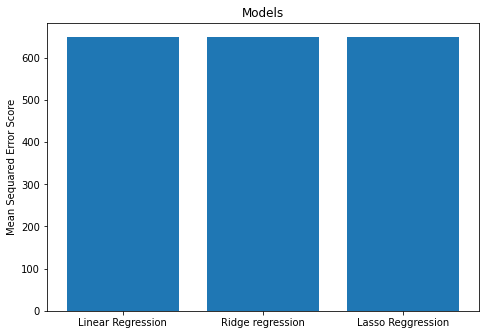 Models
Mean Sequared Error Score
600
500
400
300
200
100
0
Linear Regression
Ridge regression
Lasso Reggression